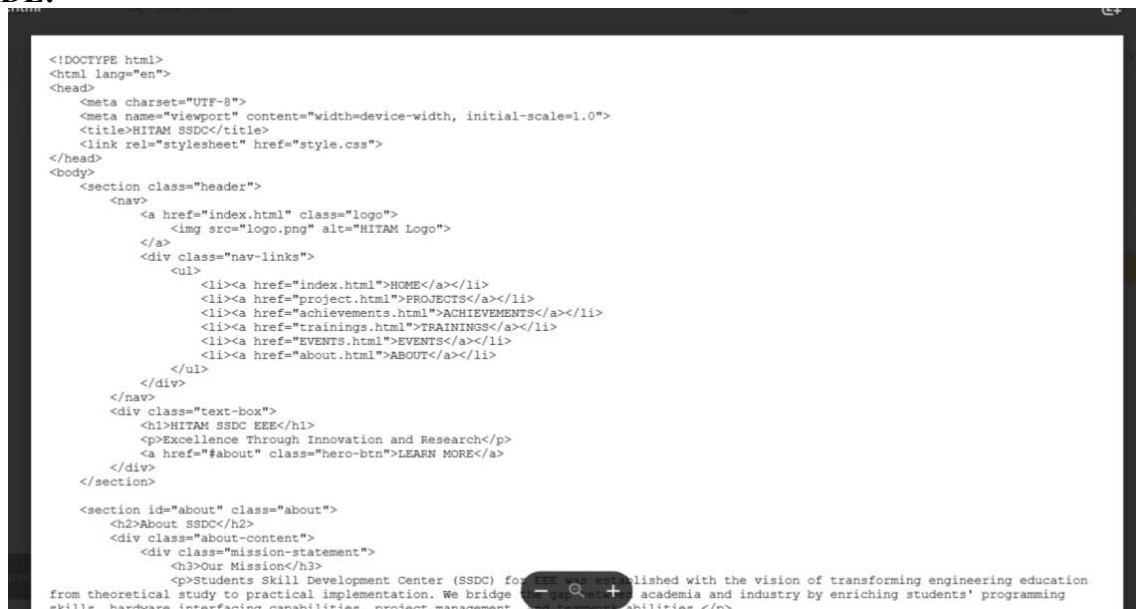 <!DOCTYPE html>
<html lang="en">
<head>
    <meta charset="UTF-8">
    <meta name="viewport" content="width=device-width, initial-scale=1.0">
    <title>HITAM SSDC</title>
    <link rel="stylesheet" href="style.css">
</head>
<body>
    <section class="header">
        <nav>
            <a href="index.html" class="logo">
                <img src="logo.png" alt="HITAM Logo">
            </a>
            <div class="nav-links">
                <ul>
                    <li><a href="index.html">HOME</a></li>
                    <li><a href="project.html">PROJECTS</a></li>
                    <li><a href="achievements.html">ACHIEVEMENTS</a></li>
                    <li><a href="trainings.html">TRAININGS</a></li>
                    <li><a href="EVENTS.html">EVENTS</a></li>
                    <li><a href="about.html">ABOUT</a></li>
                </ul>
            </div>
        </nav>
        <div class="text-box">
            <h1>HITAM SSDC EEE</h1>
            <p>Excellence Through Innovation and Research</p>
            <a href="#about" class="hero-btn">LEARN MORE</a>
        </div>
    </section>

    <section id="about" class="about">
        <h2>About SSDC</h2>
        <div class="about-content">
            <div class="mission-statement">
                <h3>Our Mission</h3>
                <p>Students Skill Development Center (SSDC) for EEE was established with the vision of transforming engineering education
from theoretical study to practical implementation. We bridge the gap between academia and industry by enriching students' programming
skills, hardware interfacing capabilities, project management, and teamwork abilities.</p>